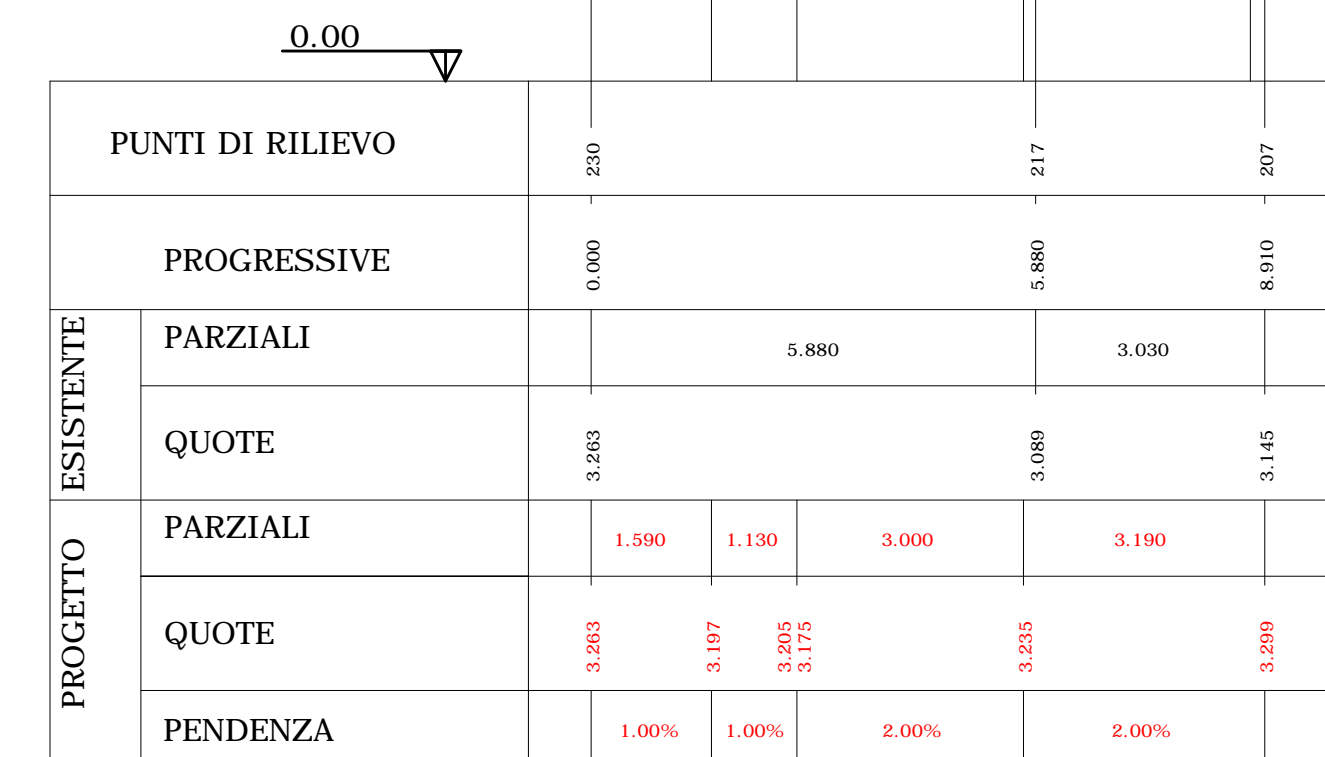 0.00
PUNTI DI RILIEVO
230 217 207
PROGRESSIVE
0.000 5.880 8.910
ESISTENTE
PARZIALI
5.880 3.030
QUOTE
3.263 3.089 3.145
PROGETTO
PARZIALI
1.590 1.130 3.000 3.190
QUOTE
3.263 3.197 3.205 3.175 3.235 3.299
PENDENZA
1.00% 1.00% 2.00% 2.00%